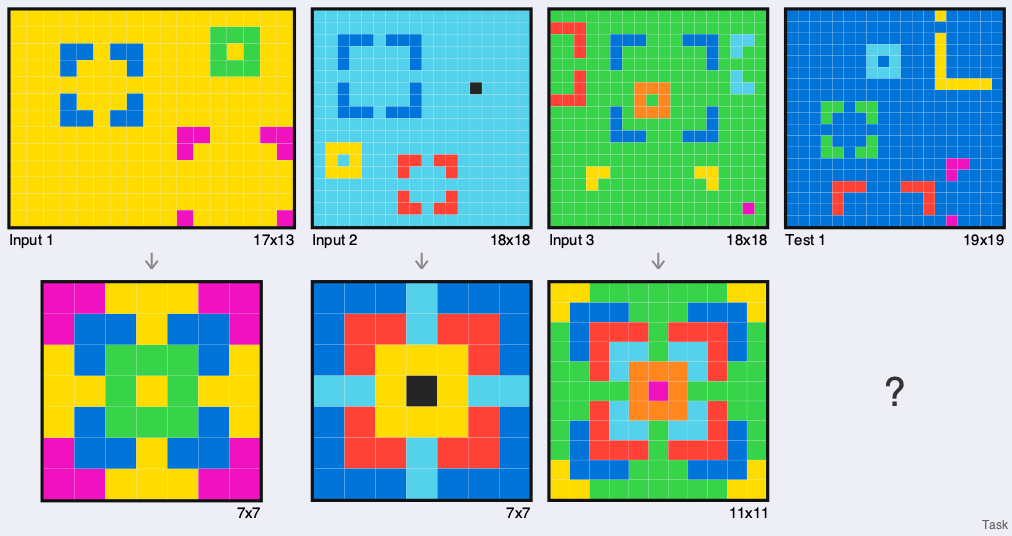 Input 1
17x13
Input 2
18x18
Input 3
18x18
Test 1
19x19
7x7
7x7
11x11
?
Task